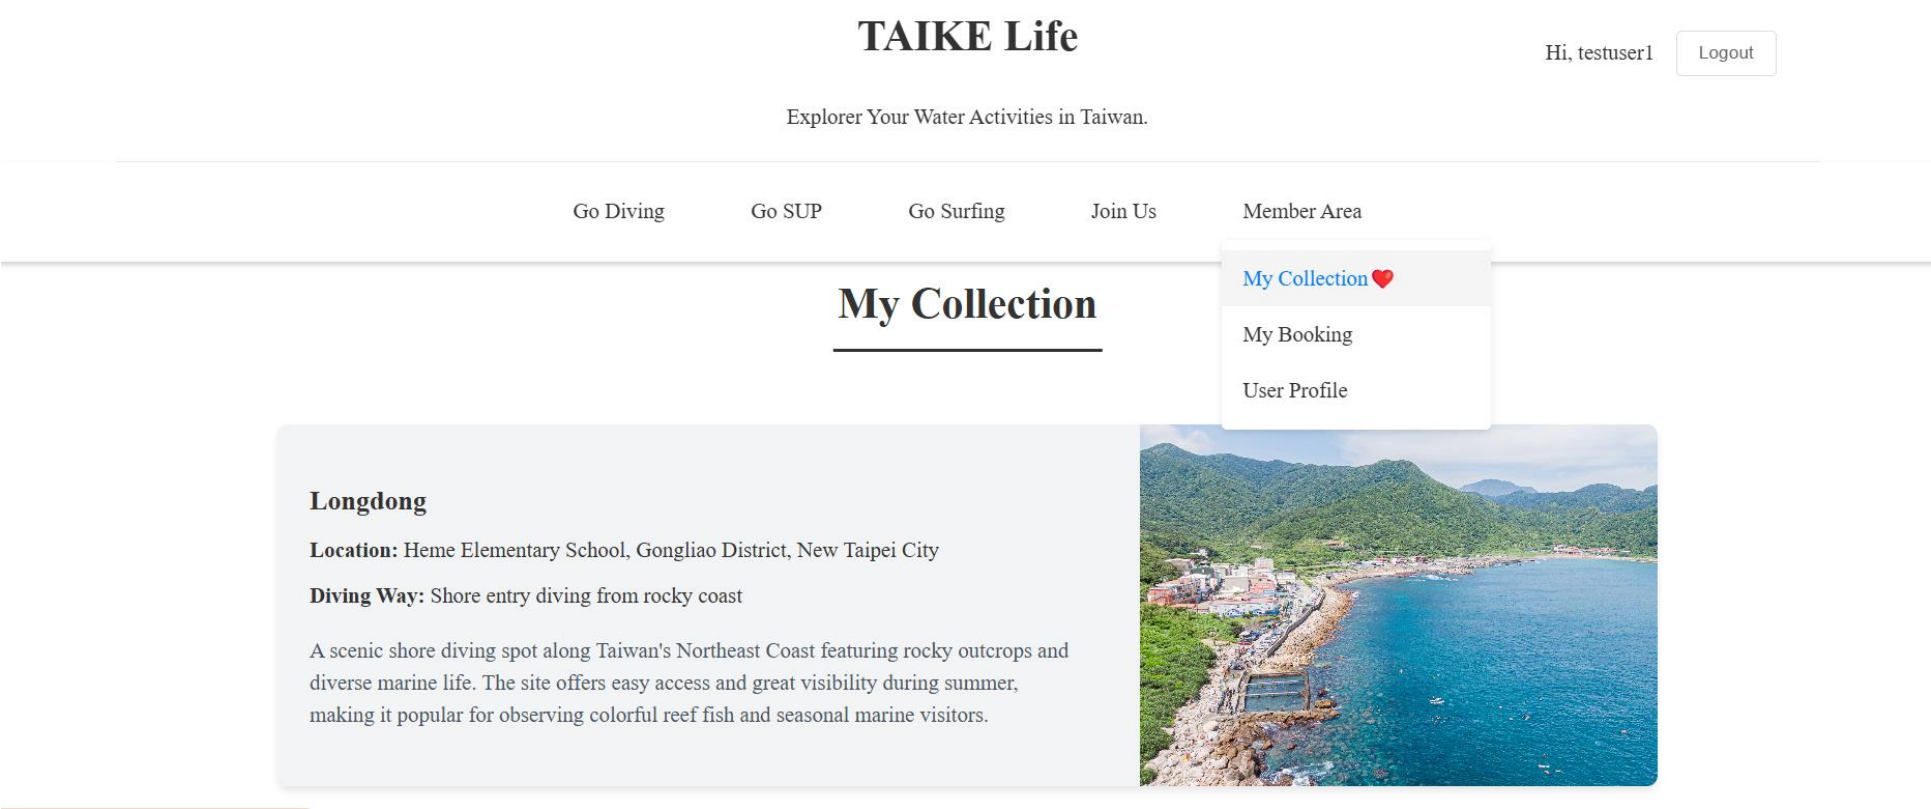 TAIKE Life
Hi, testuser1
Logout
Explorer Your Water Activities in Taiwan.
Go Diving
Go SUP
Go Surfing
Join Us
Member Area
My Collection❤️
My Booking
User Profile
My Collection
Longdong
Location: Heme Elementary School, Gongliao District, New Taipei City
Diving Way: Shore entry diving from rocky coast
A scenic shore diving spot along Taiwan's Northeast Coast featuring rocky outcrops and
diverse marine life. The site offers easy access and great visibility during summer,
making it popular for observing colorful reef fish and seasonal marine visitors.